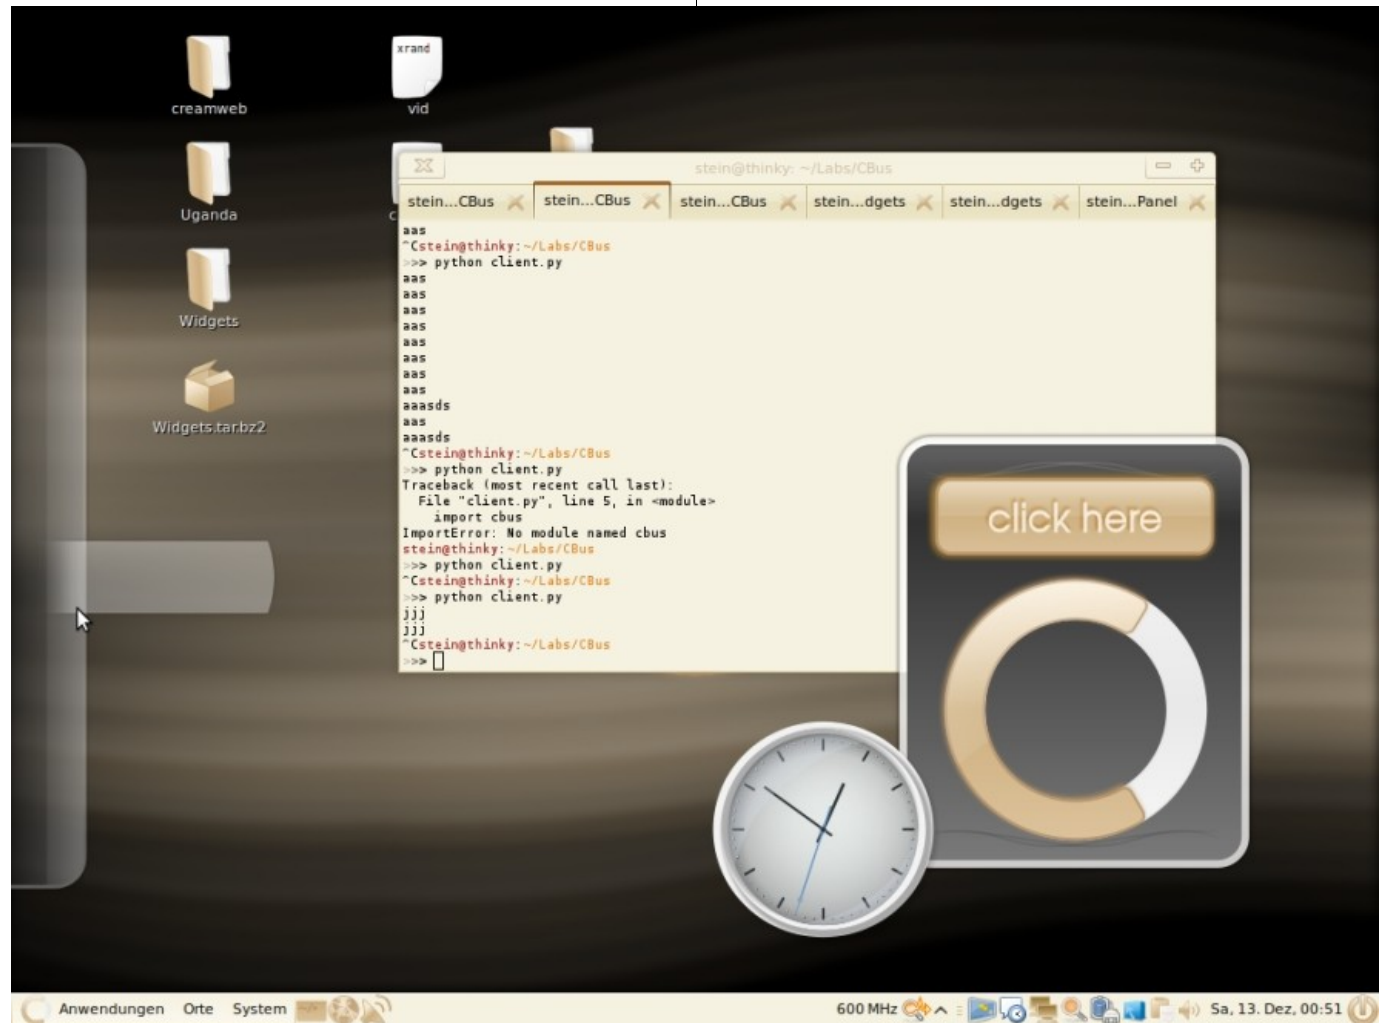 xrand
creamweb
vid
Uganda
c
Widgets
Widgets.tar.bz2
stein@thinky: ~/Labs/CBus
stein...CBus stein...CBus stein...CBus stein...dgets stein...dgets stein...Panel
aas
^Cstein@thinky:~/Labs/CBus
>>> python client.py
aas
aas
aas
aas
aas
aas
aas
aas
aaasds
aas
aaasds
^Cstein@thinky:~/Labs/CBus
>>> python client.py
Traceback (most recent call last):
File "client.py", line 5, in <module>
import cbus
ImportError: No module named cbus
stein@thinky:~/Labs/CBus
>>> python client.py
^Cstein@thinky:~/Labs/CBus
>>> python client.py
jjj
jjj
^Cstein@thinky:~/Labs/CBus
>>>
click here
Anwendungen Orte System 600 MHz Sa, 13. Dez, 00:51